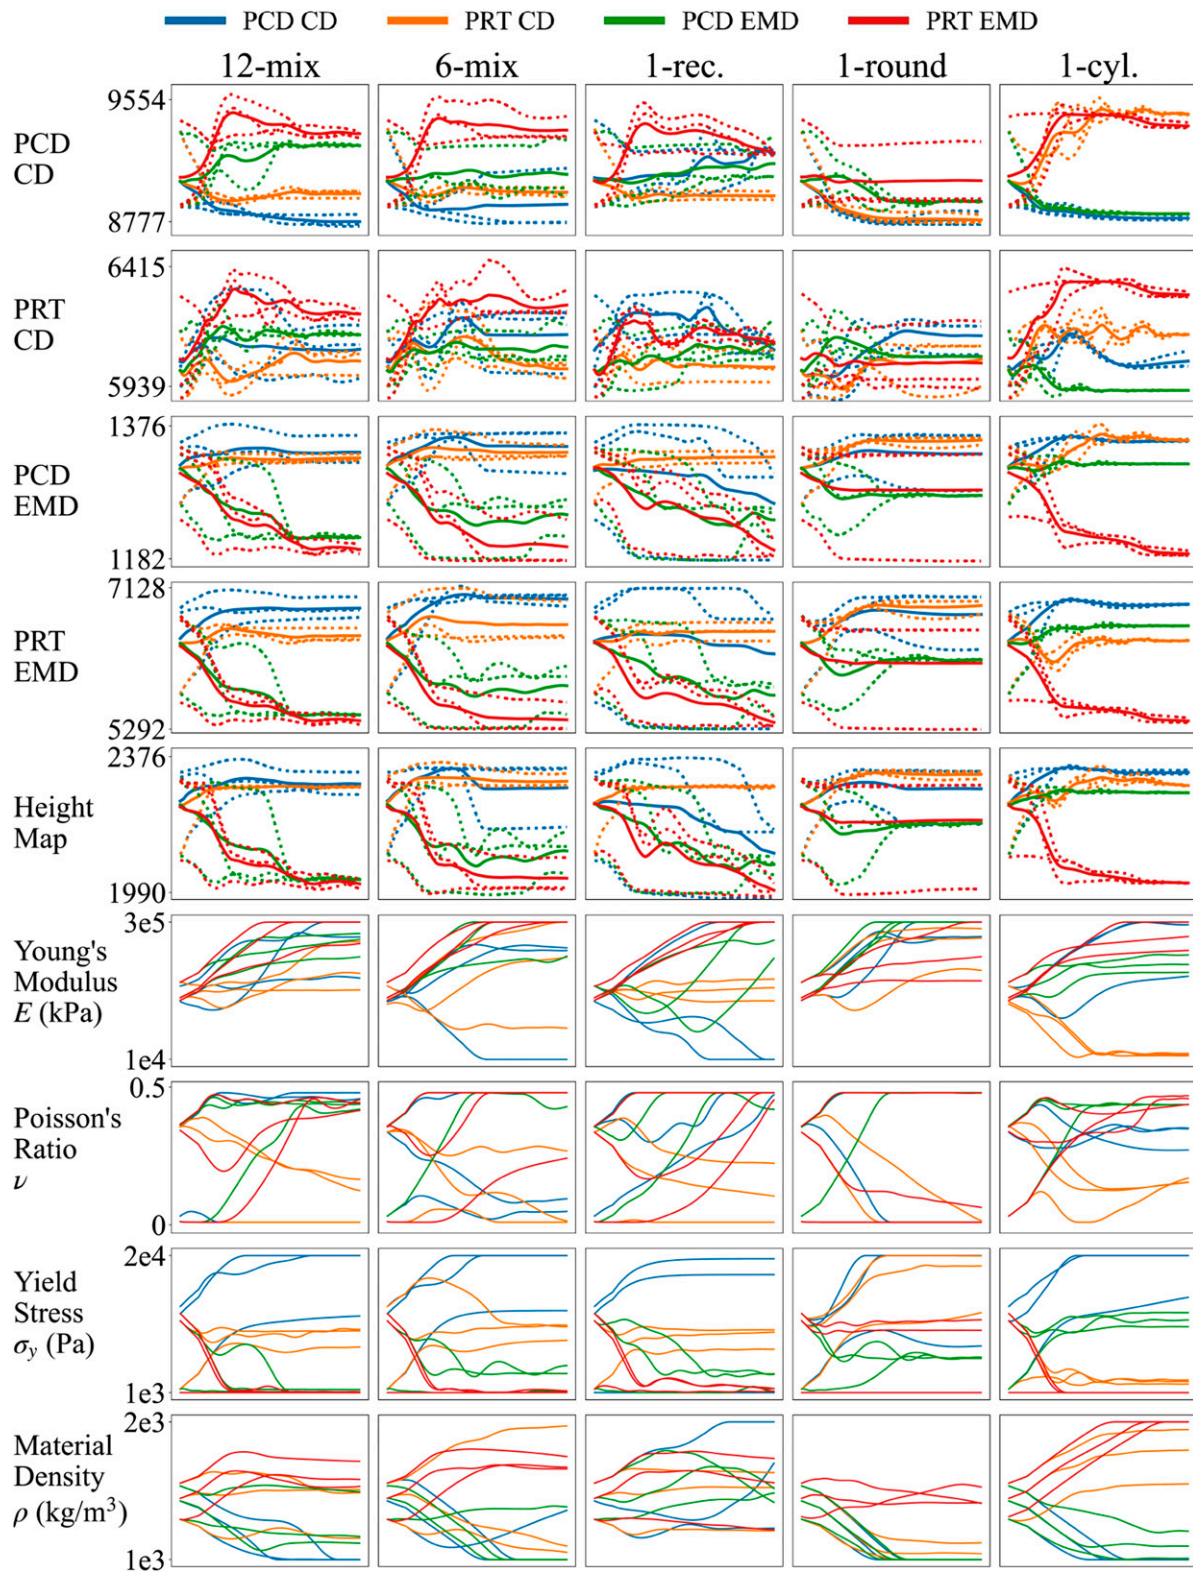 PCD CD PRT CD PCD EMD PRT EMD
12-mix 6-mix 1-rec. 1-round 1-cyl.
9554
PCD
CD
8777
6415
PRT
CD
5939
1376
PCD
EMD
1182
7128
PRT
EMD
5292
2376
Height
Map
1990
3e5
Young's
Modulus
E (kPa)
1e4
0.5
Poisson's
Ratio
ν
0
2e4
Yield
Stress
σy (Pa)
1e3
2e3
Material
Density
ρ (kg/m³)
1e3